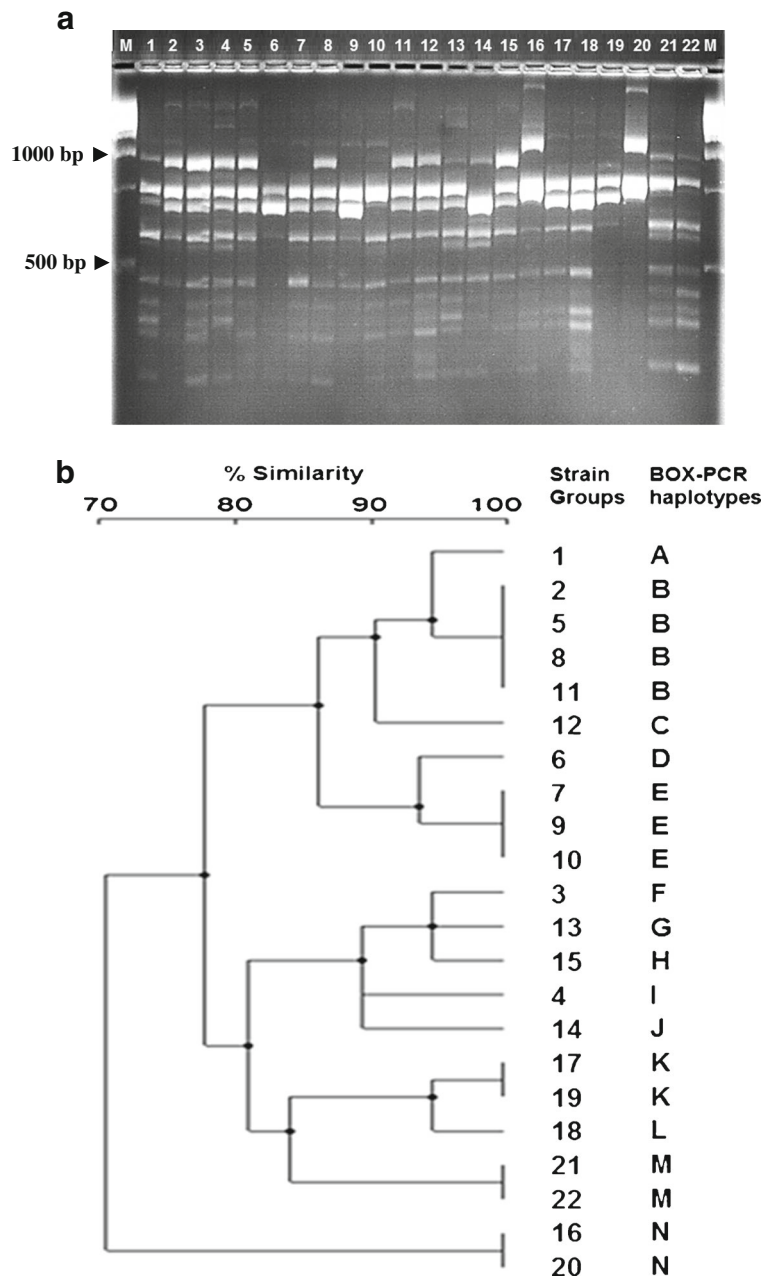 a
M 1 2 3 4 5 6 7 8 9 10 11 12 13 14 15 16 17 18 19 20 21 22 M
1000 bp
500 bp
b
% Similarity
Strain Groups
BOX-PCR haplotypes
70 80 90 100
1 A
2 B
5 B
8 B
11 B
12 C
6 D
7 E
9 E
10 E
3 F
13 G
15 H
4 I
14 J
17 K
19 K
18 L
21 M
22 M
16 N
20 N